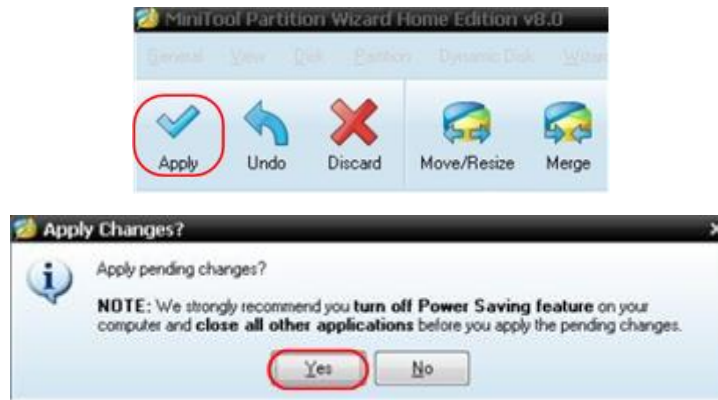 MiniTool Partition Wizard Home Edition v8.0
General View Disk Partition Dynamic Disk
Apply Undo Discard Move/Resize Merge
Apply Changes?
Apply pending changes?
NOTE: We strongly recommend you turn off Power Saving feature on your
computer and close all other applications before you apply the pending changes.
Yes No